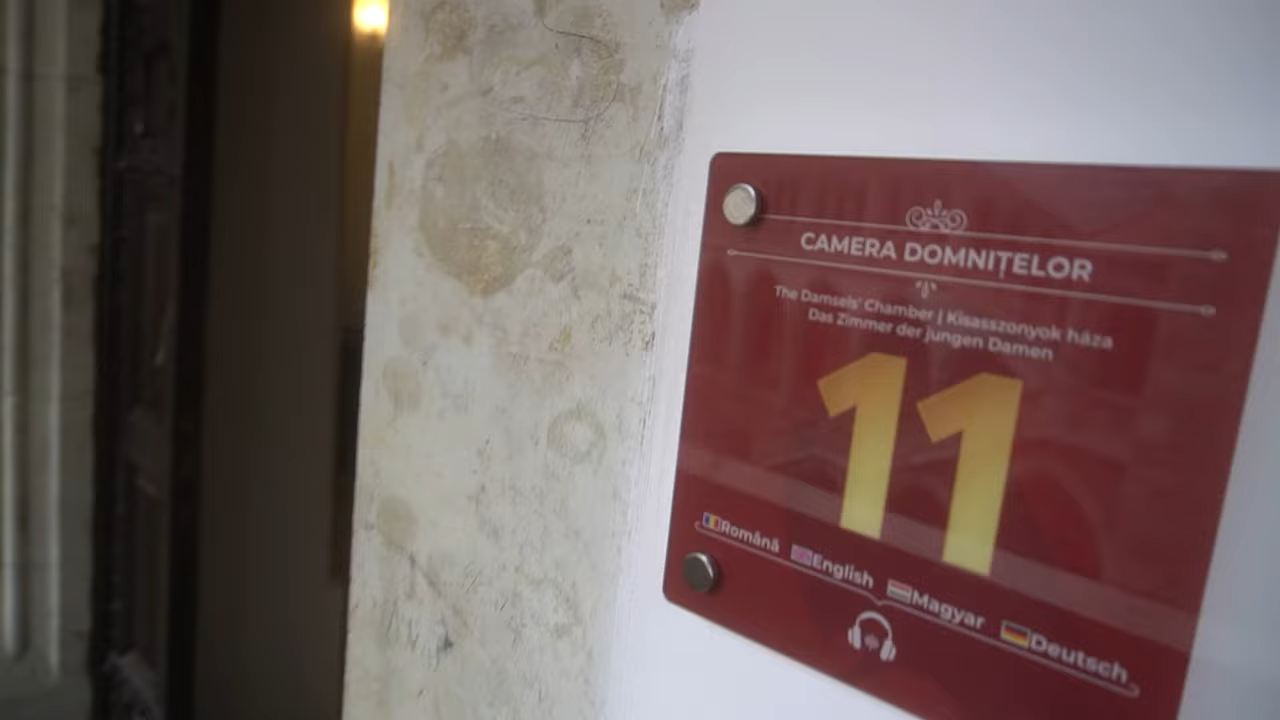 CAMERA DOMNIȚELOR
The Damsels' Chamber | Kisasszonyok háza
Das Zimmer der jungen Damen
11
Română English Magyar Deutsch